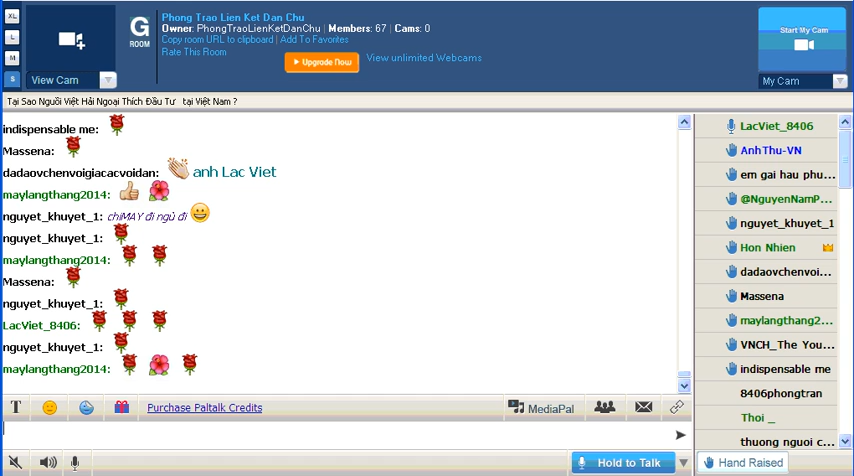 XL
L
M
S
View Cam
G
ROOM
Phong Trao Lien Ket Dan Chu
Owner: PhongTraoLienKetDanChu | Members: 67 | Cams: 0
Copy room URL to clipboard | Add To Favorites
Rate This Room
Upgrade Now
View unlimited Webcams
Start My Cam
My Cam
Tại Sao Người Việt Hải Ngoại Thích Đầu Tư tại Việt Nam ?
indispensable me:
Massena:
dadaovchenvoigiacacvoidan: anh Lac Viet
maylangthang2014:
nguyet_khuyet_1: chiMAY đi ngủ đi
nguyet_khuyet_1:
maylangthang2014:
Massena:
nguyet_khuyet_1:
LacViet_8406:
nguyet_khuyet_1:
maylangthang2014:
LacViet_8406
AnhThu-VN
em gai hau phu...
@NguyenNamP...
nguyet_khuyet_1
Hon Nhien
dadaovchenvoi...
Massena
maylangthang2...
VNCH_The You...
indispensable me
8406phongtran
Thoi _
thuong nguoi c...
T
Purchase Paltalk Credits
MediaPal
Hold to Talk
Hand Raised